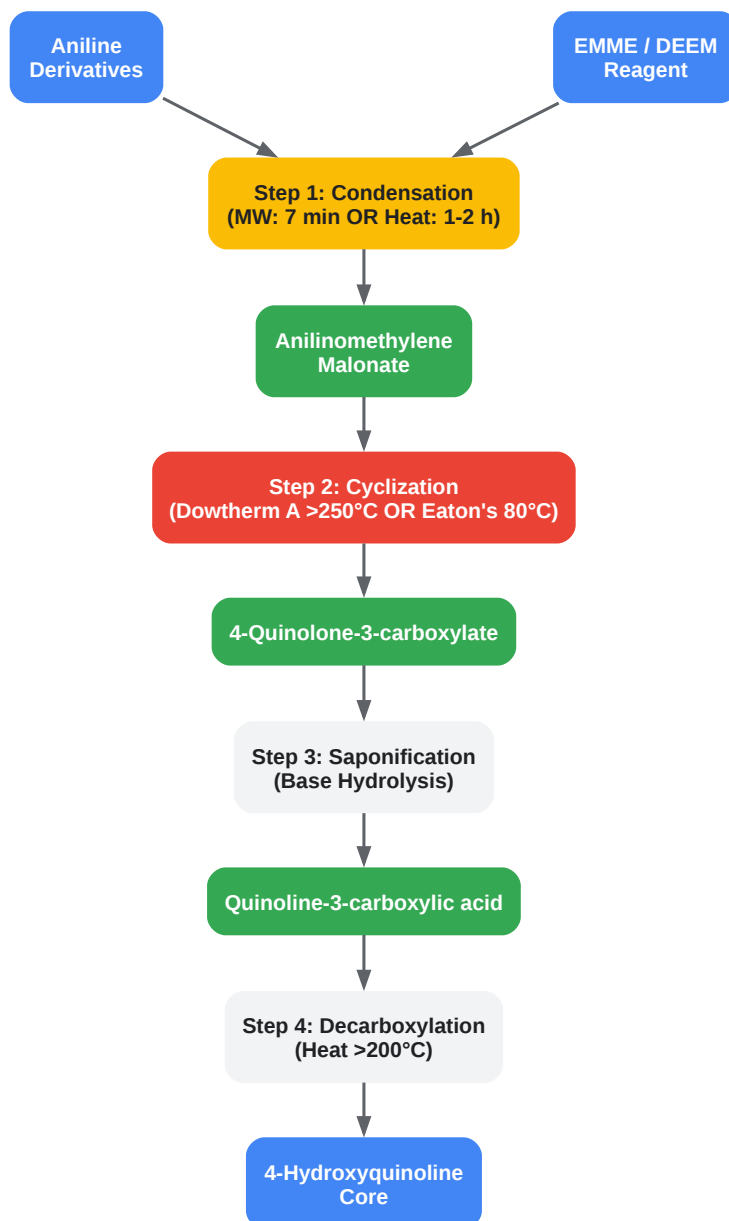 Aniline
Derivatives
EMME / DEEM
Reagent
Step 1: Condensation
(MW: 7 min OR Heat: 1-2 h)
Anilinomethylene
Malonate
Step 2: Cyclization
(Dowtherm A >250°C OR Eaton's 80°C)
4-Quinolone-3-carboxylate
Step 3: Saponification
(Base Hydrolysis)
Quinoline-3-carboxylic acid
Step 4: Decarboxylation
(Heat >200°C)
4-Hydroxyquinoline
Core